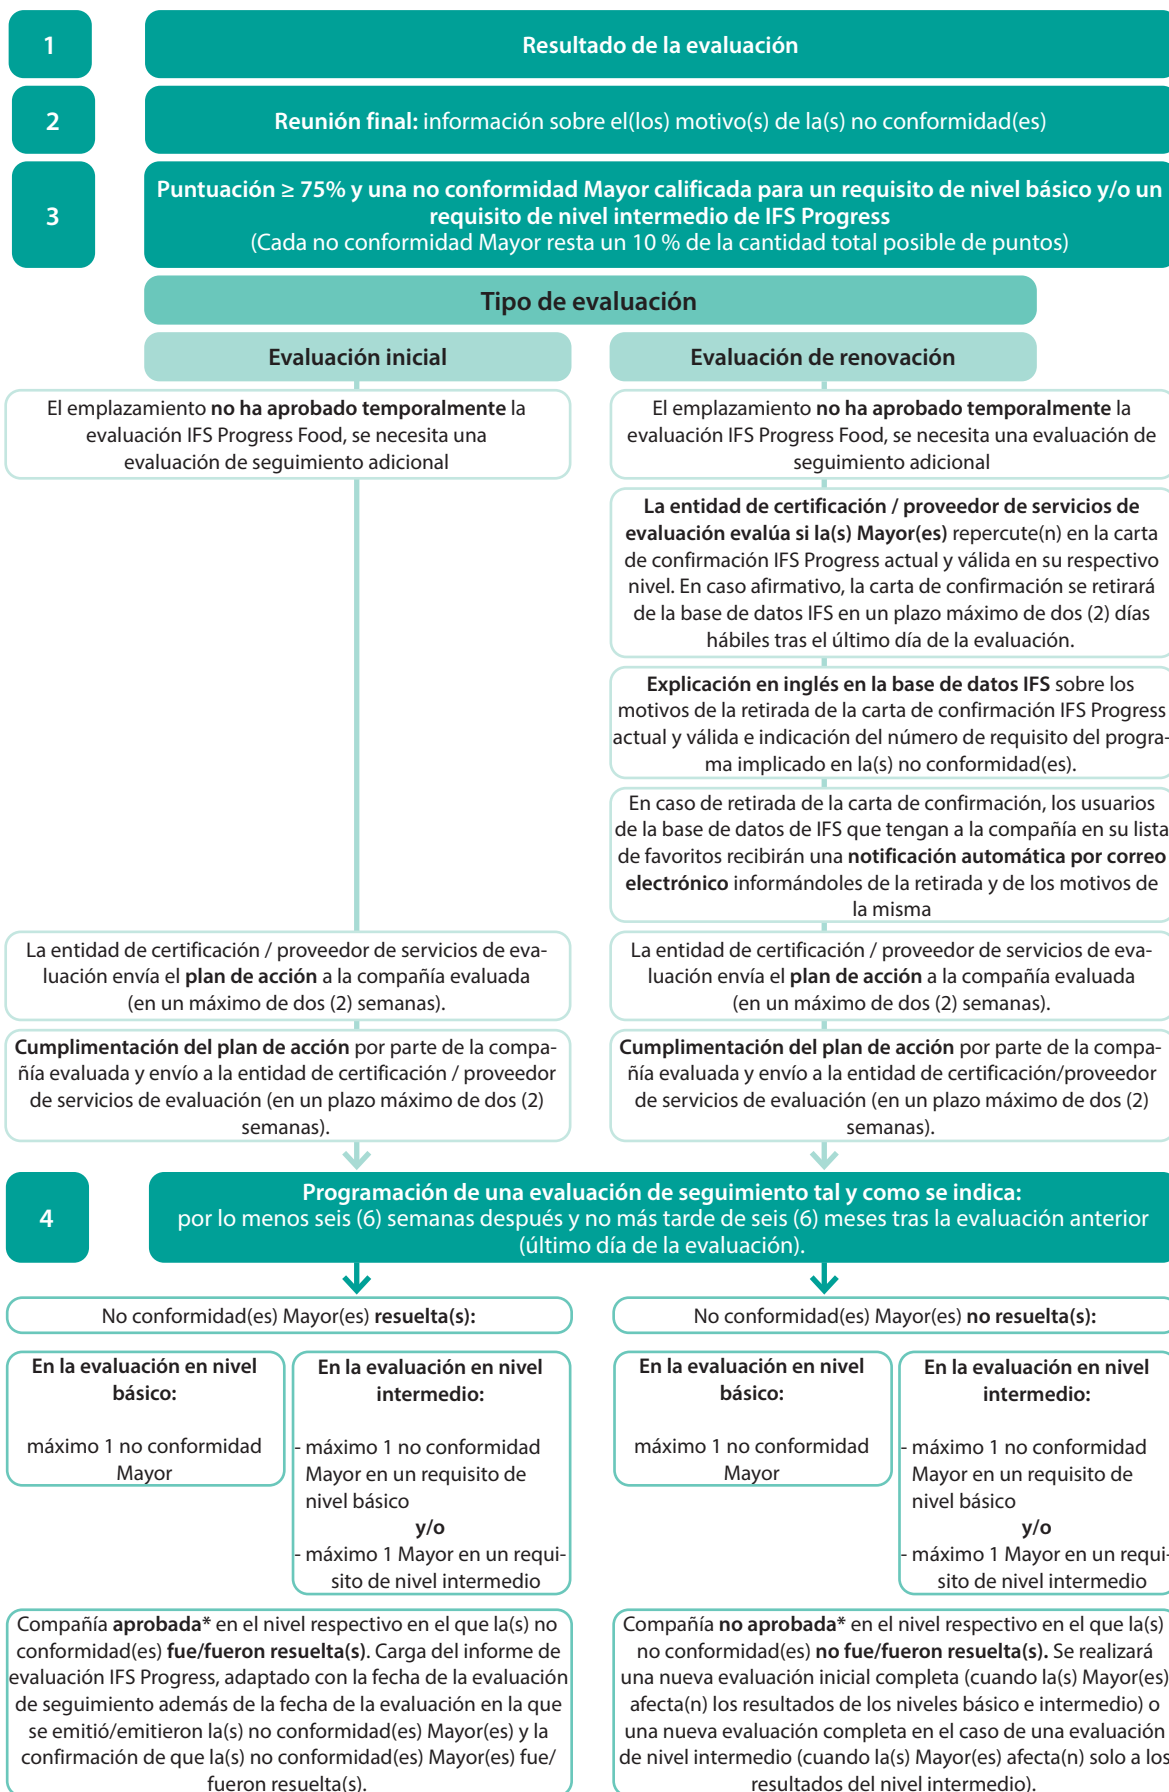 1
Resultado de la evaluación
2
Reunión final: información sobre el(los) motivo(s) de la(s) no conformidad(es)
3
Puntuación ≥ 75% y una no conformidad Mayor calificada para un requisito de nivel básico y/o un
requisito de nivel intermedio de IFS Progress
(Cada no conformidad Mayor resta un 10 % de la cantidad total posible de puntos)
Tipo de evaluación
Evaluación inicial
El emplazamiento no ha aprobado temporalmente la
evaluación IFS Progress Food, se necesita una
evaluación de seguimiento adicional
La entidad de certificación / proveedor de servicios de eva-
luación envía el plan de acción a la compañía evaluada
(en un máximo de dos (2) semanas).
Cumplimentación del plan de acción por parte de la compa-
ñía evaluada y envío a la entidad de certificación / proveedor
de servicios de evaluación (en un plazo máximo de dos (2)
semanas).
Evaluación de renovación
El emplazamiento no ha aprobado temporalmente la
evaluación IFS Progress Food, se necesita una evaluación de
seguimiento adicional
La entidad de certificación / proveedor de servicios de
evaluación evalúa si la(s) Mayor(es) repercute(n) en la carta
de confirmación IFS Progress actual y válida en su respectivo
nivel. En caso afirmativo, la carta de confirmación se retirará
de la base de datos IFS en un plazo máximo de dos (2) días
hábiles tras el último día de la evaluación.
Explicación en inglés en la base de datos IFS sobre los
motivos de la retirada de la carta de confirmación IFS Progress
actual y válida e indicación del número de requisito del progra-
ma implicado en la(s) no conformidad(es).
En caso de retirada de la carta de confirmación, los usuarios
de la base de datos de IFS que tengan a la compañía en su lista
de favoritos recibirán una notificación automática por correo
electrónico informándoles de la retirada y de los motivos de
la misma
La entidad de certificación / proveedor de servicios de eva-
luación envía el plan de acción a la compañía evaluada
(en un máximo de dos (2) semanas).
Cumplimentación del plan de acción por parte de la compa-
ñía evaluada y envío a la entidad de certificación/proveedor
de servicios de evaluación (en un plazo máximo de dos (2)
semanas).
4
Programación de una evaluación de seguimiento tal y como se indica:
por lo menos seis (6) semanas después y no más tarde de seis (6) meses tras la evaluación anterior
(último día de la evaluación).
No conformidad(es) Mayor(es) resuelta(s):
En la evaluación en nivel
básico:
máximo 1 no conformidad
Mayor
En la evaluación en nivel
intermedio:
- máximo 1 no conformidad
Mayor en un requisito de
nivel básico
y/o
- máximo 1 Mayor en un requi-
sito de nivel intermedio
Compañía aprobada* en el nivel respectivo en el que la(s) no
conformidad(es) fue/fueron resuelta(s). Carga del informe de
evaluación IFS Progress, adaptado con la fecha de la evaluación
de seguimiento además de la fecha de la evaluación en la que
se emitió/emitieron la(s) no conformidad(es) Mayor(es) y la
confirmación de que la(s) no conformidad(es) Mayor(es) fue/
fueron resuelta(s).
No conformidad(es) Mayor(es) no resuelta(s):
En la evaluación en nivel
básico:
máximo 1 no conformidad
Mayor
En la evaluación en nivel
intermedio:
- máximo 1 no conformidad
Mayor en un requisito de
nivel básico
y/o
- máximo 1 Mayor en un requi-
sito de nivel intermedio
Compañía no aprobada* en el nivel respectivo en el que la(s)
no conformidad(es) no fue/fueron resuelta(s). Se realizará
una nueva evaluación inicial completa (cuando la(s) Mayor(es)
afecta(n) los resultados de los niveles básico e intermedio) o
una nueva evaluación completa en el caso de una evaluación
de nivel intermedio (cuando la(s) Mayor(es) afecta(n) solo a los
resultados del nivel intermedio).